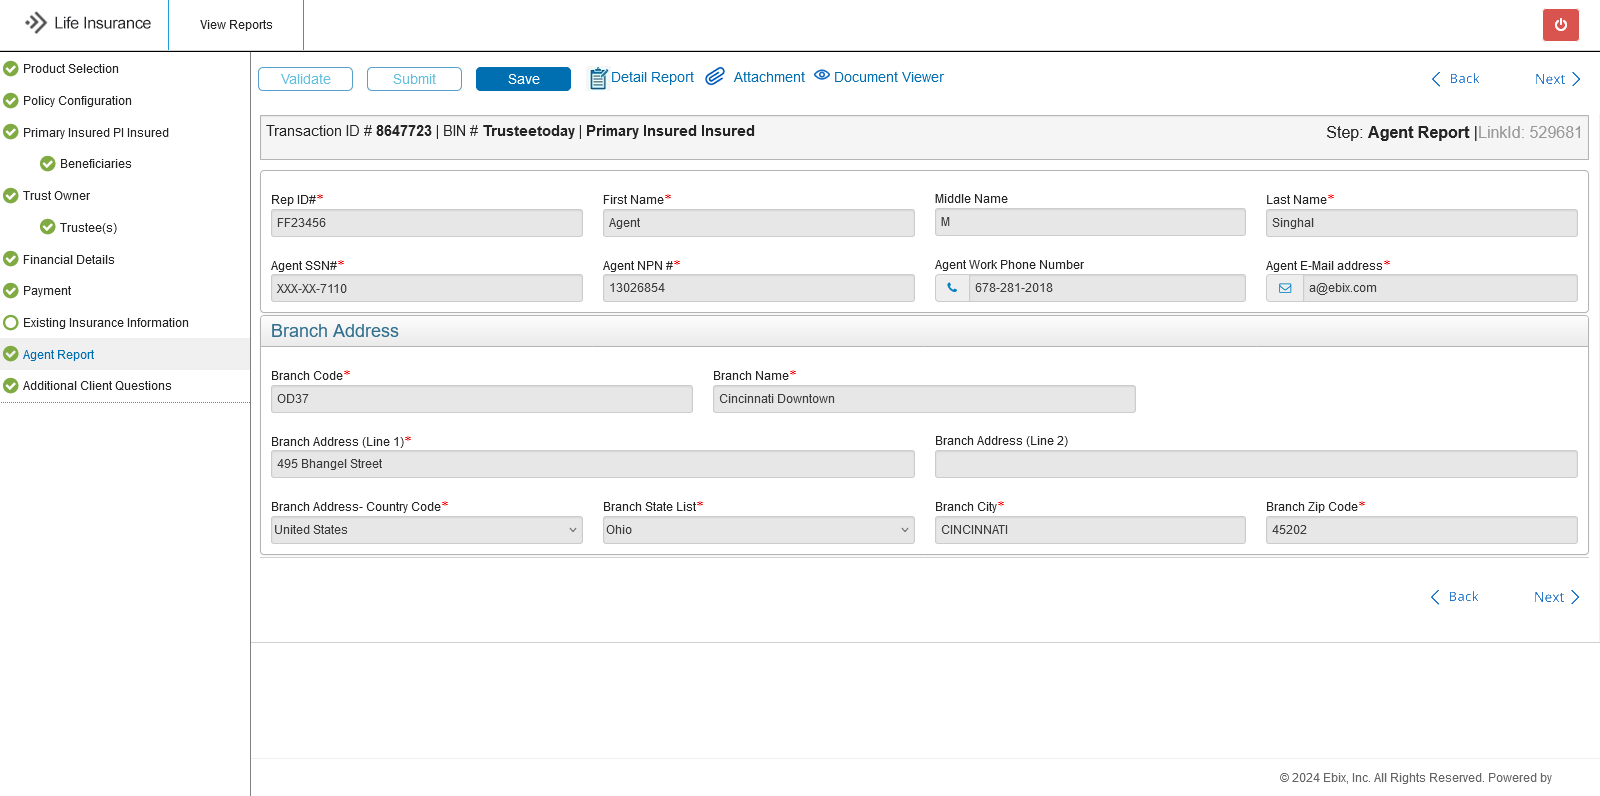 Life Insurance
View Reports
Product Selection
Policy Configuration
Primary Insured PI Insured
Beneficiaries
Trust Owner
Trustee(s)
Financial Details
Payment
Existing Insurance Information
Agent Report
Additional Client Questions
Validate Submit Save Detail Report Attachment Document Viewer Back Next
Transaction ID # 8647723 | BIN # Trusteetoday | Primary Insured Insured
Step: Agent Report |LinkId: 529681
Rep ID#* First Name* Middle Name Last Name*
FF23456 Agent M Singhal
Agent SSN#* Agent NPN #* Agent Work Phone Number Agent E-Mail address*
XXX-XX-7110 13026854 678-281-2018 a@ebix.com
Branch Address
Branch Code* Branch Name*
OD37 Cincinnati Downtown
Branch Address (Line 1)* Branch Address (Line 2)
495 Bhangel Street
Branch Address- Country Code* Branch State List* Branch City* Branch Zip Code*
United States Ohio CINCINNATI 45202
Back Next
© 2024 Ebix, Inc. All Rights Reserved. Powered by